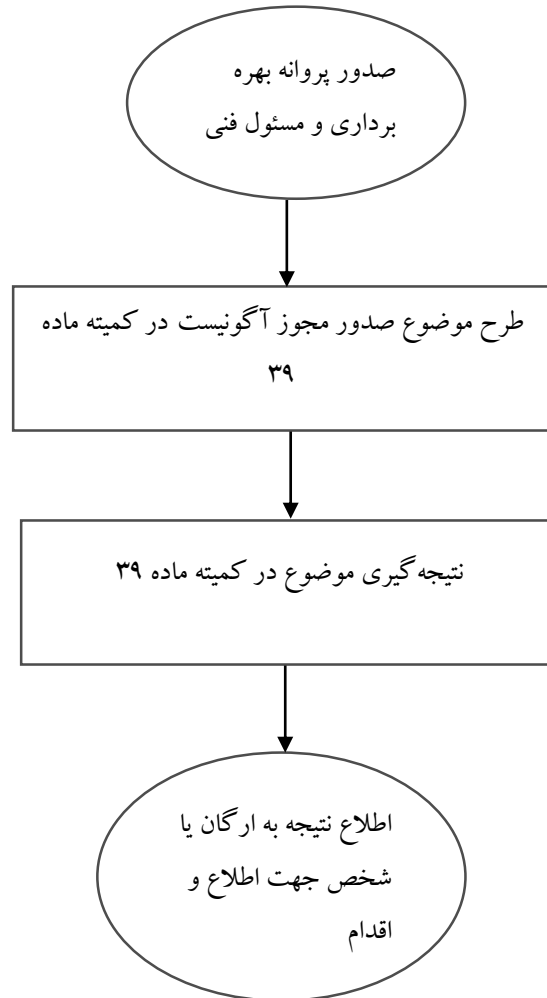 صدور پروانه بهره
برداری و مسئول فنی
طرح موضوع صدور مجوز آگونیست در کمیته ماده
۳۹
نتیجه‌گیری موضوع در کمیته ماده ۳۹
اطلاع نتیجه به ارگان یا
شخص جهت اطلاع و
اقدام